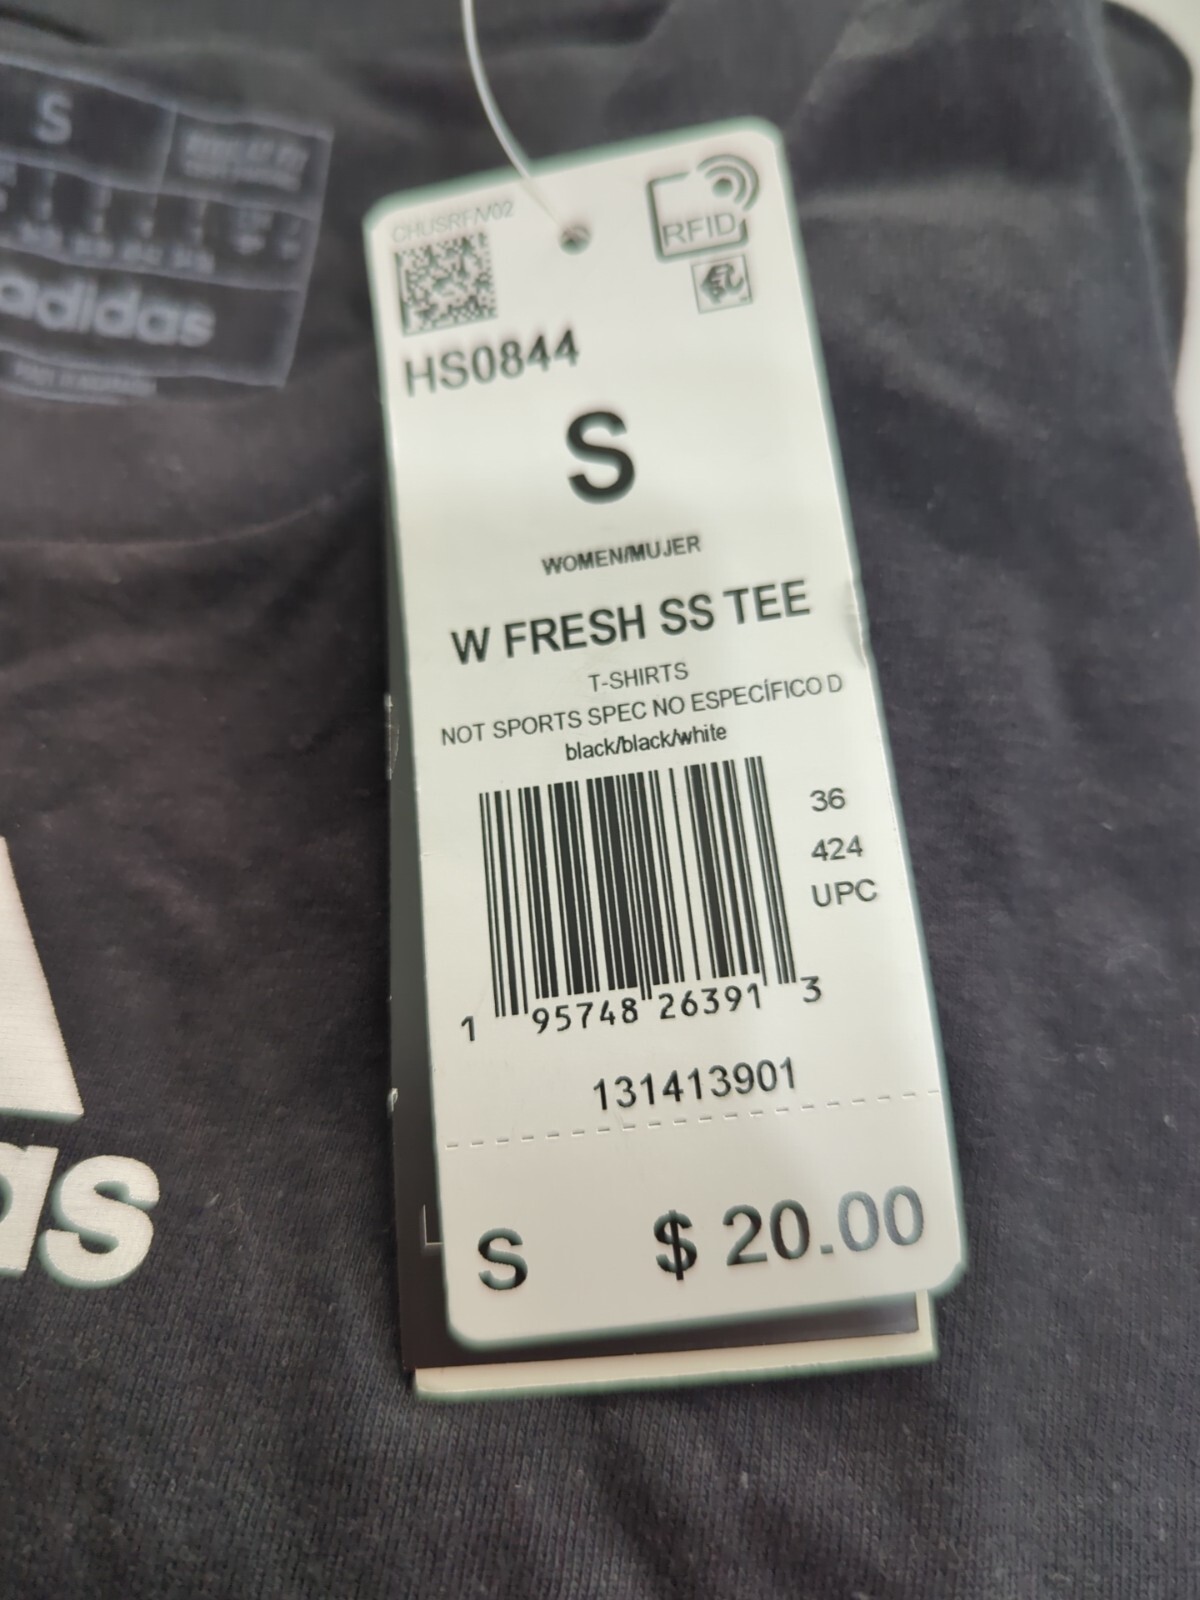 S
adidas
CHUSRF/V02
RFID
HS0844
S
WOMEN/MUJER
W FRESH SS TEE
T-SHIRTS
NOT SPORTS SPEC NO ESPECÍFICO D
black/black/white
36
424
UPC
1 95748 26391 3
131413901
S $ 20.00
as